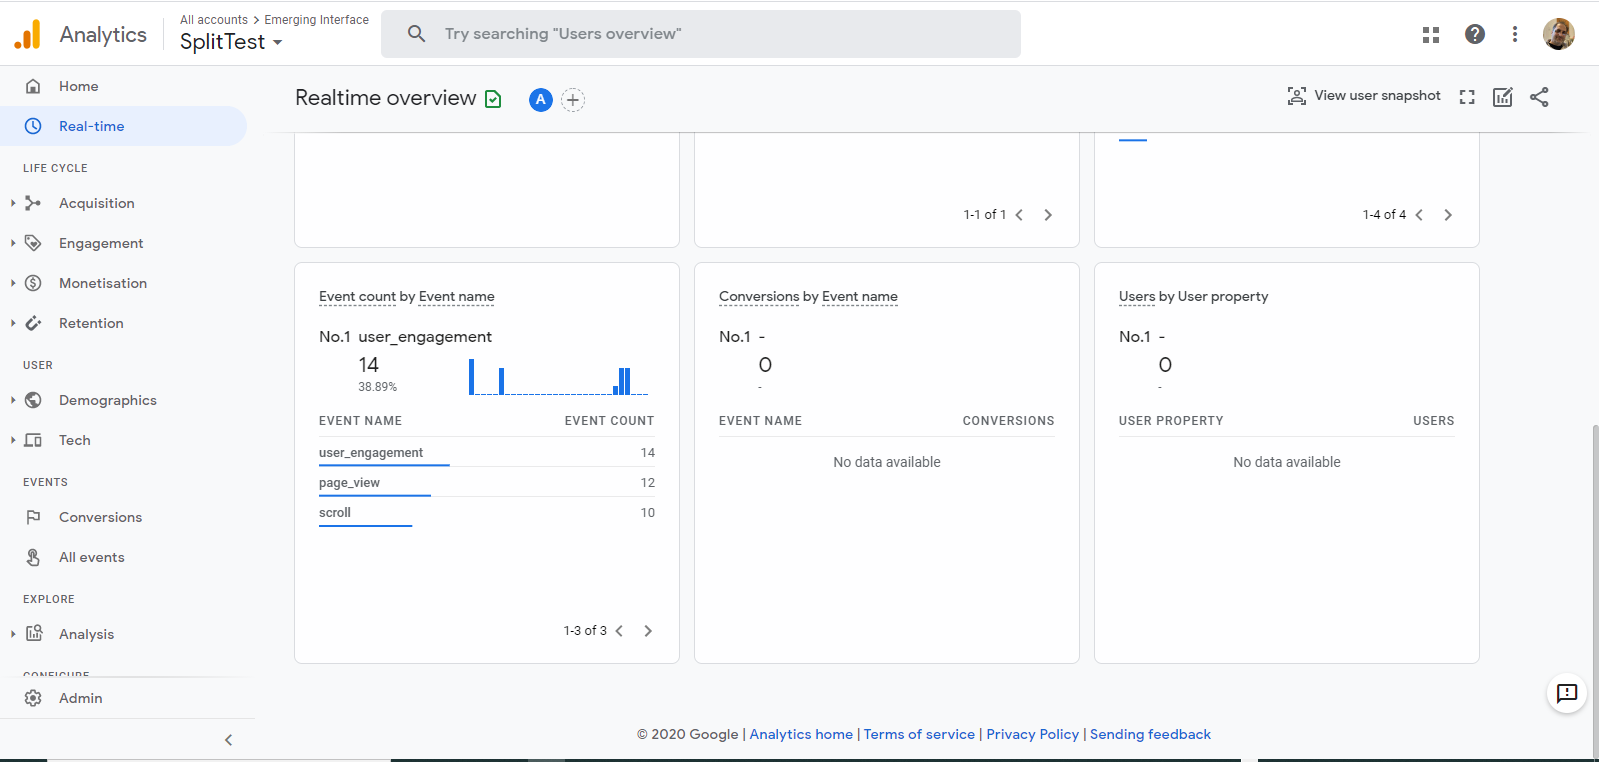 Analytics
All accounts > Emerging Interface
SplitTest
Try searching "Users overview"
Home
Real-time
LIFE CYCLE
Acquisition
Engagement
Monetisation
Retention
USER
Demographics
Tech
EVENTS
Conversions
All events
EXPLORE
Analysis
CONFIGURE
Admin
Realtime overview
A
View user snapshot
1-1 of 1
1-4 of 4
Event count by Event name
No.1 user_engagement
14
38.89%
EVENT NAME EVENT COUNT
user_engagement 14
page_view 12
scroll 10
1-3 of 3
Conversions by Event name
No.1 -
0
-
EVENT NAME CONVERSIONS
No data available
Users by User property
No.1 -
0
-
USER PROPERTY USERS
No data available
© 2020 Google | Analytics home | Terms of service | Privacy Policy | Sending feedback